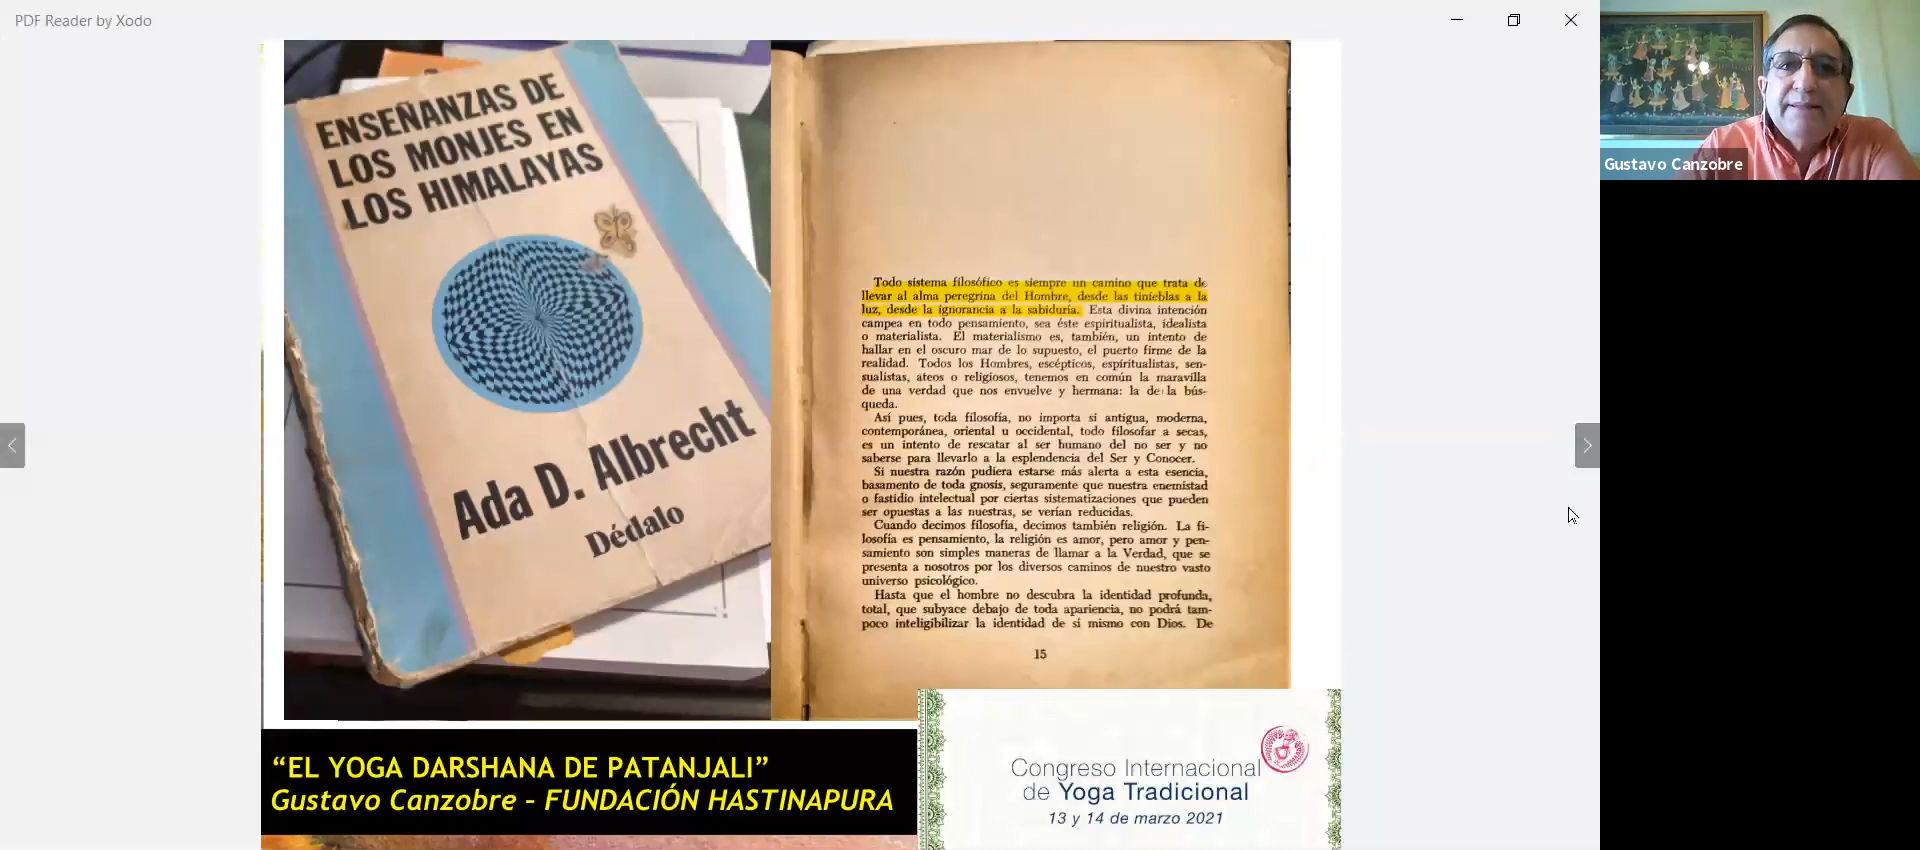 PDF Reader by Xodo
ENSEÑANZAS DE
LOS MONJES EN
LOS HIMALAYAS
Ada D. Albrecht
Dédalo
Todo sistema filosófico es siempre un camino que trata de
llevar al alma peregrina del Hombre, desde las tinieblas a la
luz, desde la ignorancia a la sabiduría. Esta divina intención
campea en todo pensamiento, sea éste espiritualista, idealista
o materialista. El materialismo es, también, un intento de
hallar en el oscuro mar de lo supuesto, el puerto firme de la
realidad. Todos los Hombres, escépticos, espiritualistas, sen-
sualistas, ateos o religiosos, tenemos en común la maravilla
de una verdad que nos envuelve y hermana: la de la bús-
queda.
Así pues, toda filosofía, no importa si antigua, moderna,
contemporánea, oriental u occidental, todo filosofar a secas,
es un intento de rescatar al ser humano del no ser y no
saberse para llevarlo a la esplendencia del Ser y Conocer.
Si nuestra razón pudiera estarse más alerta a esta esencia,
basamento de toda gnosis, seguramente que nuestra enemistad
o fastidio intelectual por ciertas sistematizaciones que pueden
ser opuestas a las nuestras, se verían reducidas.
Cuando decimos filosofía, decimos también religión. La fi-
losofía es pensamiento, la religión es amor, pero amor y pen-
samiento son simples maneras de llamar a la Verdad, que se
presenta a nosotros por los diversos caminos de nuestro vasto
universo psicológico.
Hasta que el hombre no descubra la identidad profunda,
total, que subyace debajo de toda apariencia, no podrá tam-
poco inteligibilizar la identidad de sí mismo con Dios. De
15
“EL YOGA DARSHANA DE PATANJALI”
Gustavo Canzobre – FUNDACIÓN HASTINAPURA
Congreso Internacional
de Yoga Tradicional
13 y 14 de marzo 2021
Gustavo Canzobre